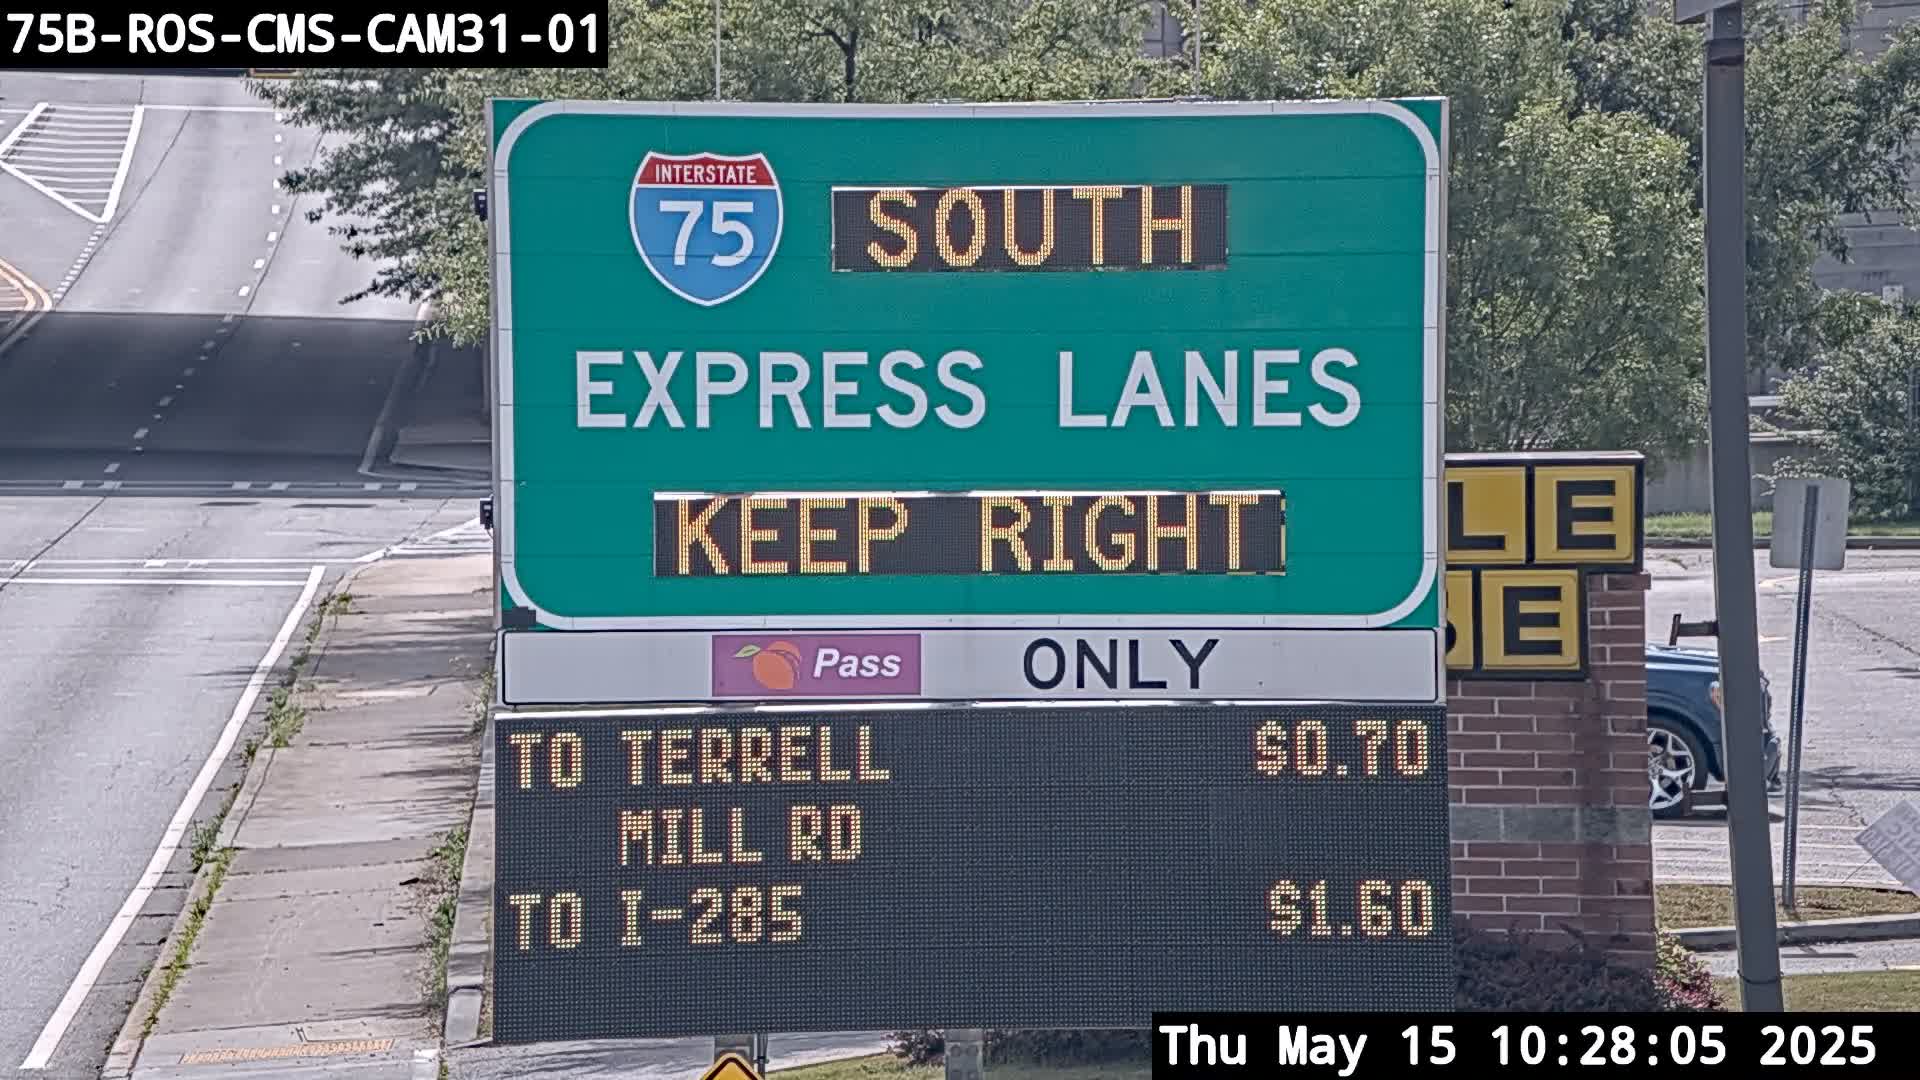 75B-ROS-CMS-CAM31-01
INTERSTATE
75
SOUTH
EXPRESS LANES
KEEP RIGHT
Pass ONLY
TO TERRELL $0.70
MILL RD
TO I-285 $1.60
LE
E
Thu May 15 10:28:05 2025